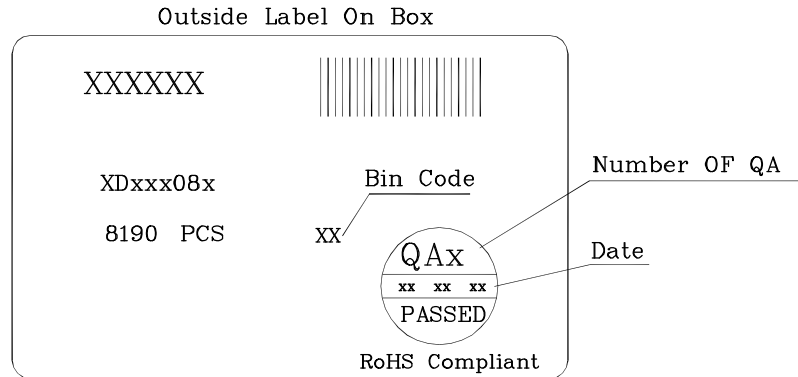 Outside Label On Box
XXXXXX
XDxxx08x
Bin Code
Number OF QA
8190 PCS
XX
QAx
Date
xx xx xx
PASSED
RoHS Compliant